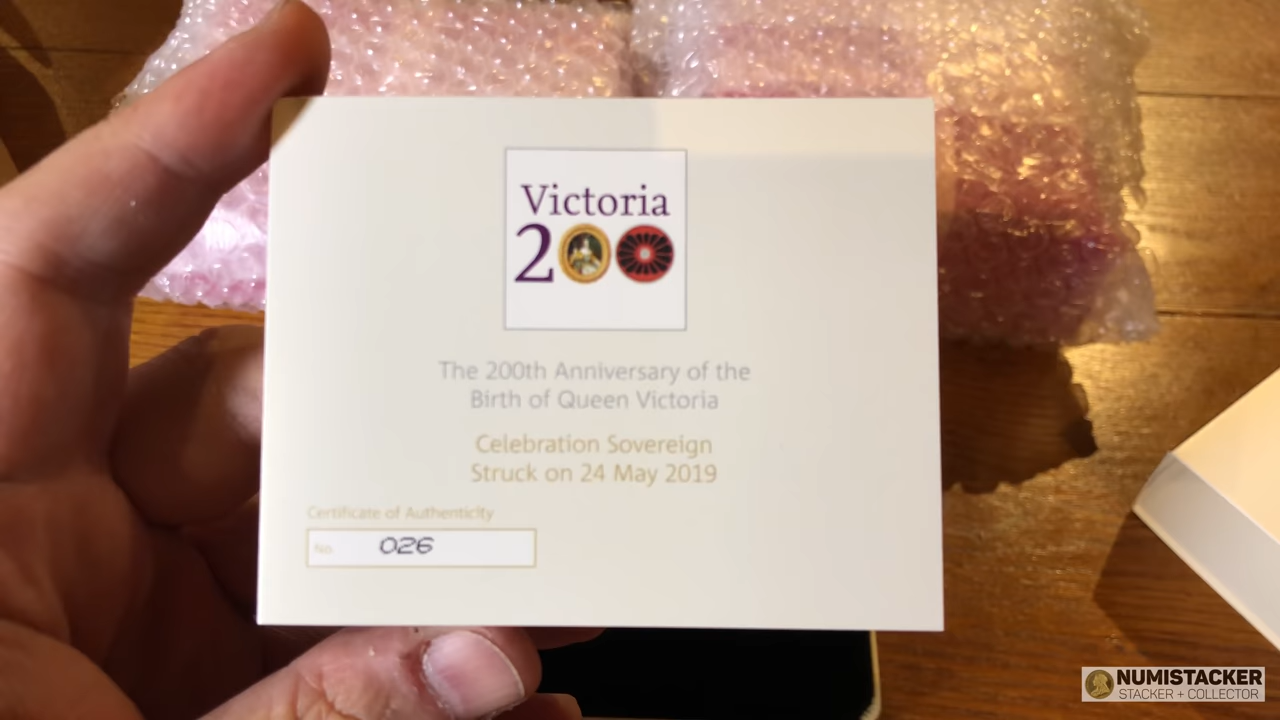 Victoria
200
The 200th Anniversary of the
Birth of Queen Victoria
Celebration Sovereign
Struck on 24 May 2019
Certificate of Authenticity
No. 026
NUMISTACKER
STACKER + COLLECTOR